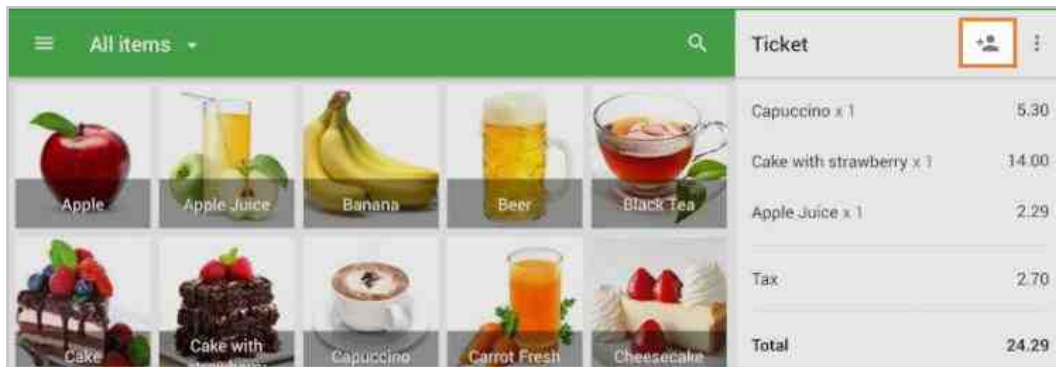 All items
Ticket
Capuccino x 1 5.30
Cake with strawberry x 1 14.00
Apple Juice x 1 2.29
Tax 2.70
Total 24.29
Apple
Apple Juice
Banana
Beer
Black Tea
Cake
Cake with
strawberry
Capuccino
Carrot Fresh
Cheesecake